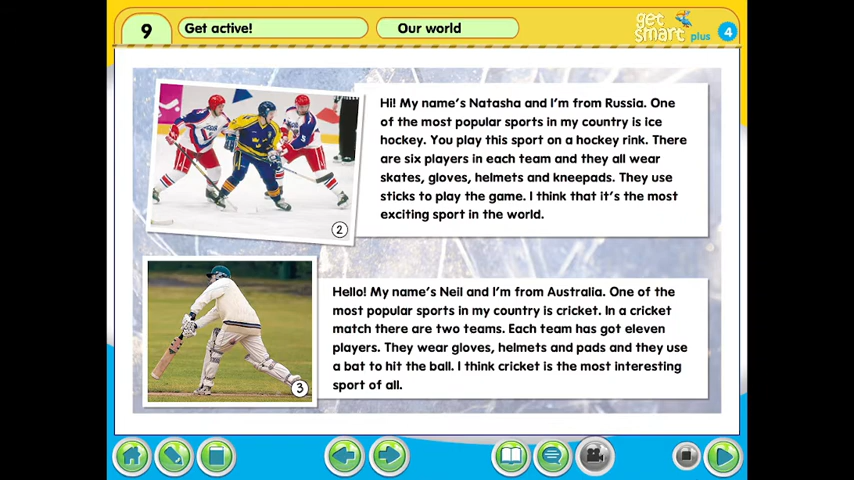 9
Get active!
Our world
get smart plus 4
Hi! My name's Natasha and I'm from Russia. One
of the most popular sports in my country is ice
hockey. You play this sport on a hockey rink. There
are six players in each team and they all wear
skates, gloves, helmets and kneepads. They use
sticks to play the game. I think that it's the most
exciting sport in the world.
2
Hello! My name's Neil and I'm from Australia. One of the
most popular sports in my country is cricket. In a cricket
match there are two teams. Each team has got eleven
players. They wear gloves, helmets and pads and they use
a bat to hit the ball. I think cricket is the most interesting
sport of all.
3